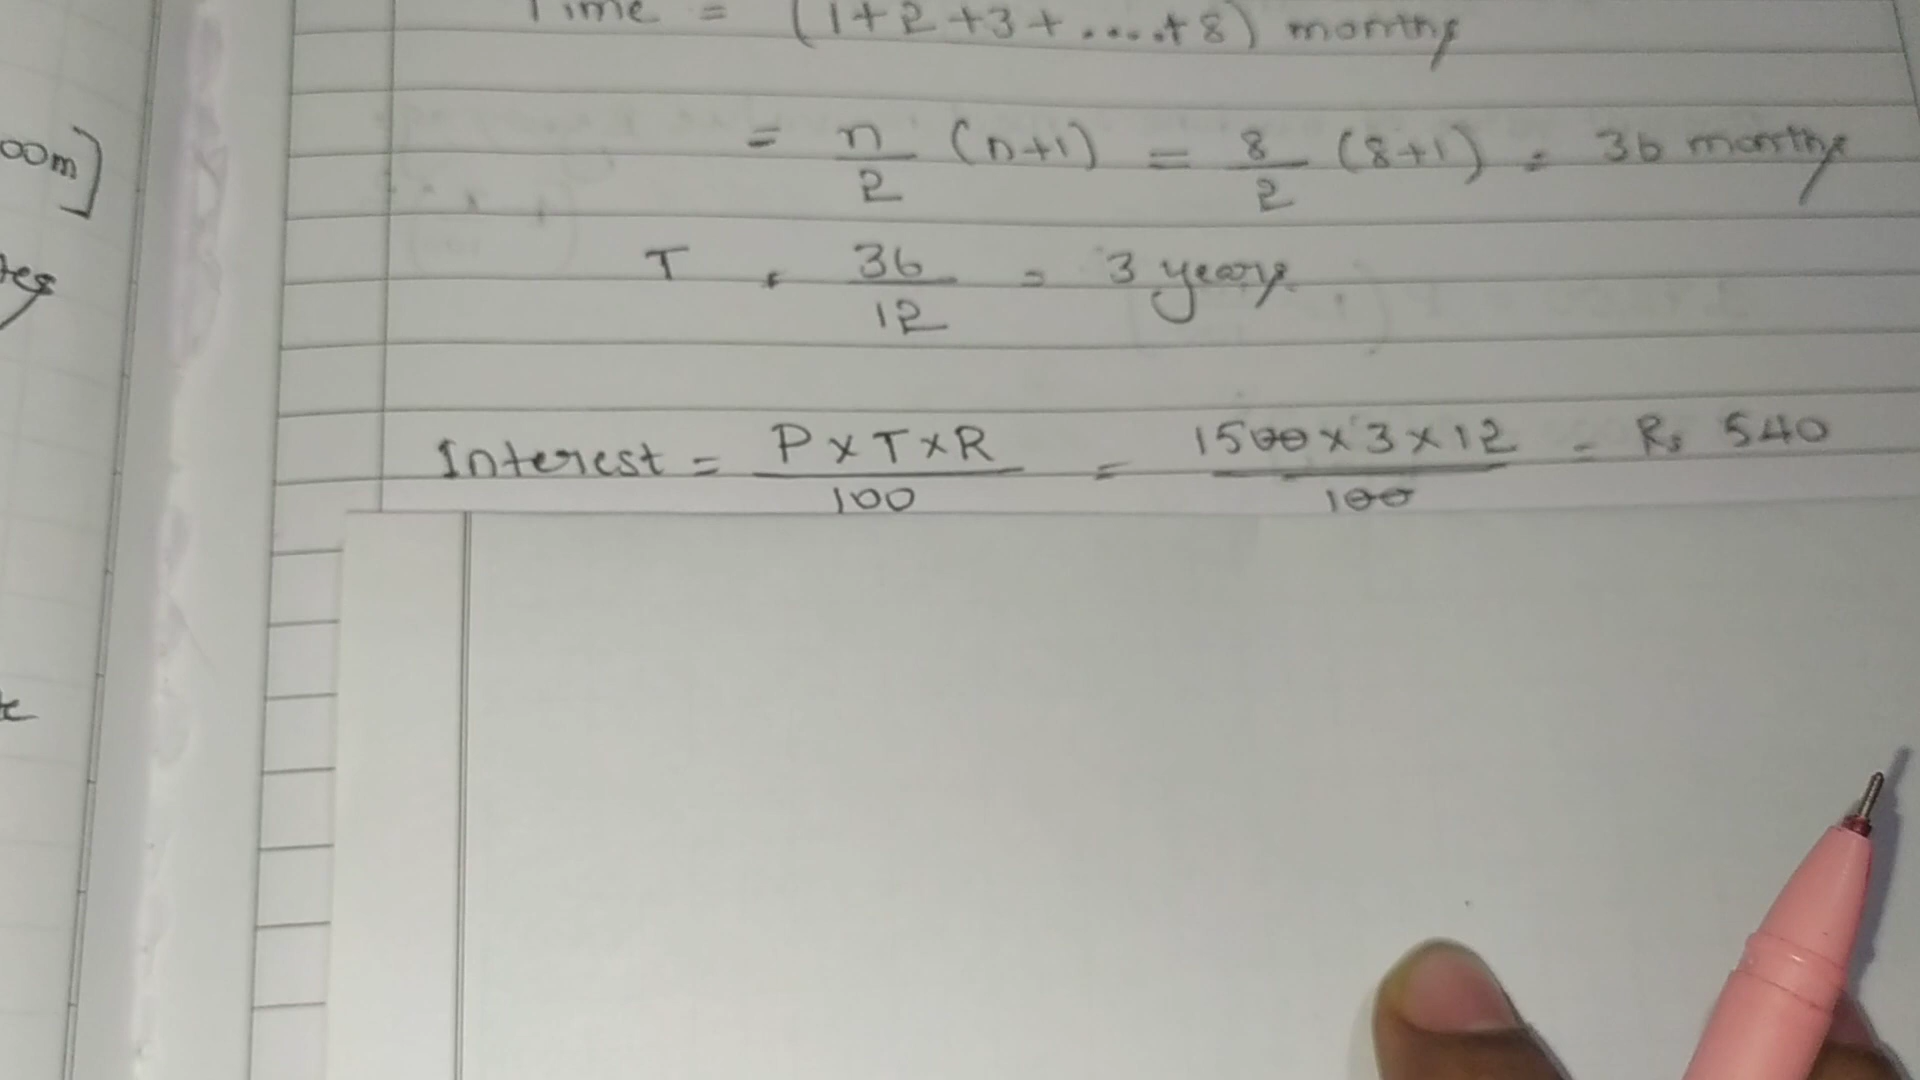 Time = (1+2+3+.....+8) months
oom]
= n/2 (n+1) = 8/2 (8+1) = 36 months
T = 36/12 = 3 years.
Interest = P×T×R/100 = 1500×3×12/100 = Rs 540